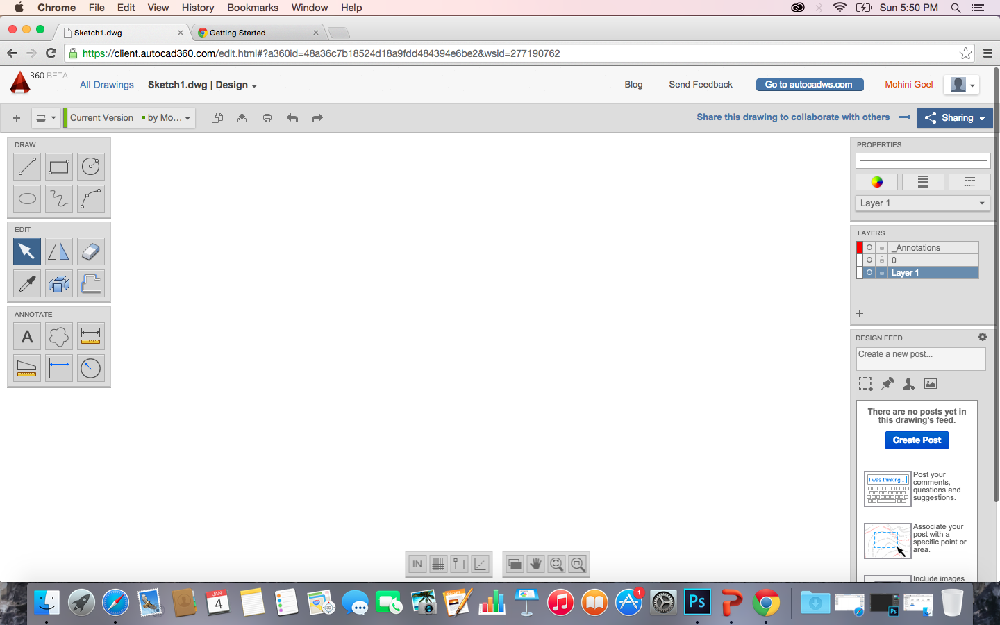 Chrome File Edit View History Bookmarks Window Help Sun 5:50 PM
Sketch1.dwg Getting Started
https://client.autocad360.com/edit.html#?a360id=48a36c7b18524d18a9fdd484394e6be2&wsid=277190762
360 BETA
All Drawings Sketch1.dwg | Design Blog Send Feedback Go to autocadws.com Mohini Goel
Current Version by Mo... Share this drawing to collaborate with others Sharing
DRAW
EDIT
ANNOTATE
A
PROPERTIES
Layer 1
LAYERS
_Annotations
0
Layer 1
DESIGN FEED
Create a new post...
There are no posts yet in
this drawing's feed.
Create Post
I was thinking...
Post your
comments,
questions and
suggestions.
Associate your
post with a
specific point or
area.
Include images
IN
JAN
4
PAGES
3D
1
Ps
Ps